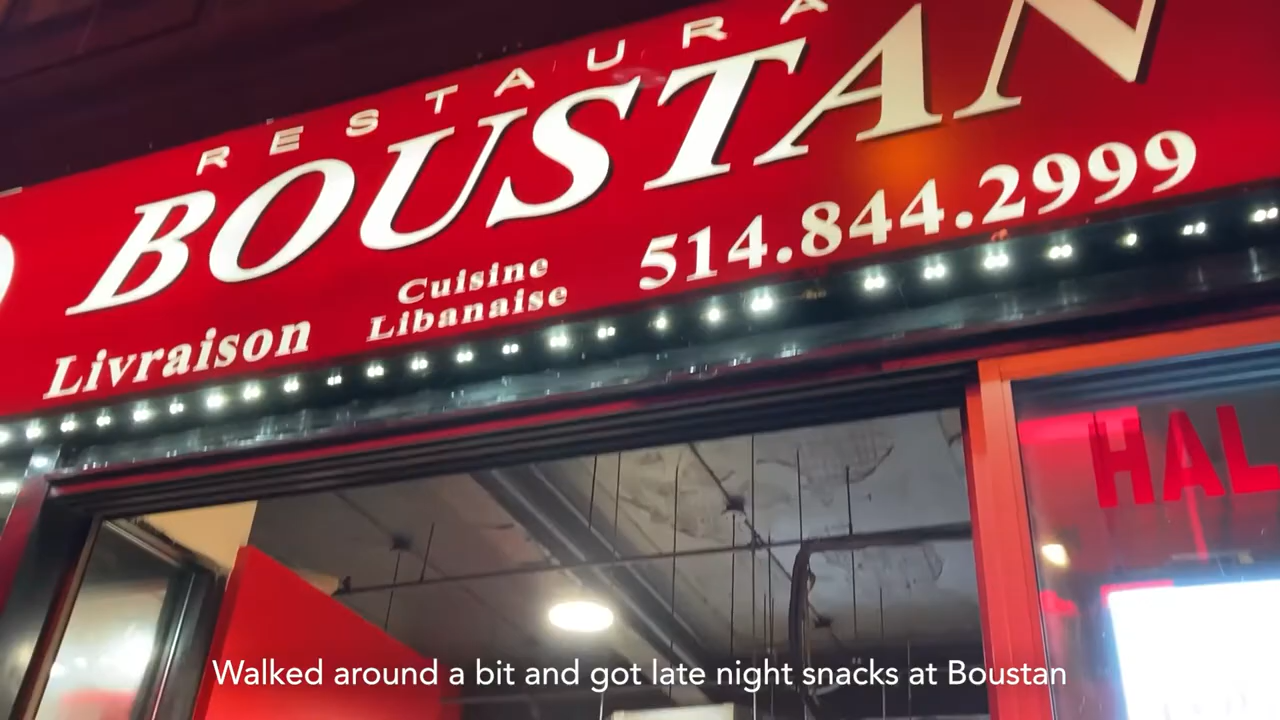 RESTAURA
BOUSTAN
514.844.2999
Cuisine
Libanaise
Livraison
HAL
Walked around a bit and got late night snacks at Boustan